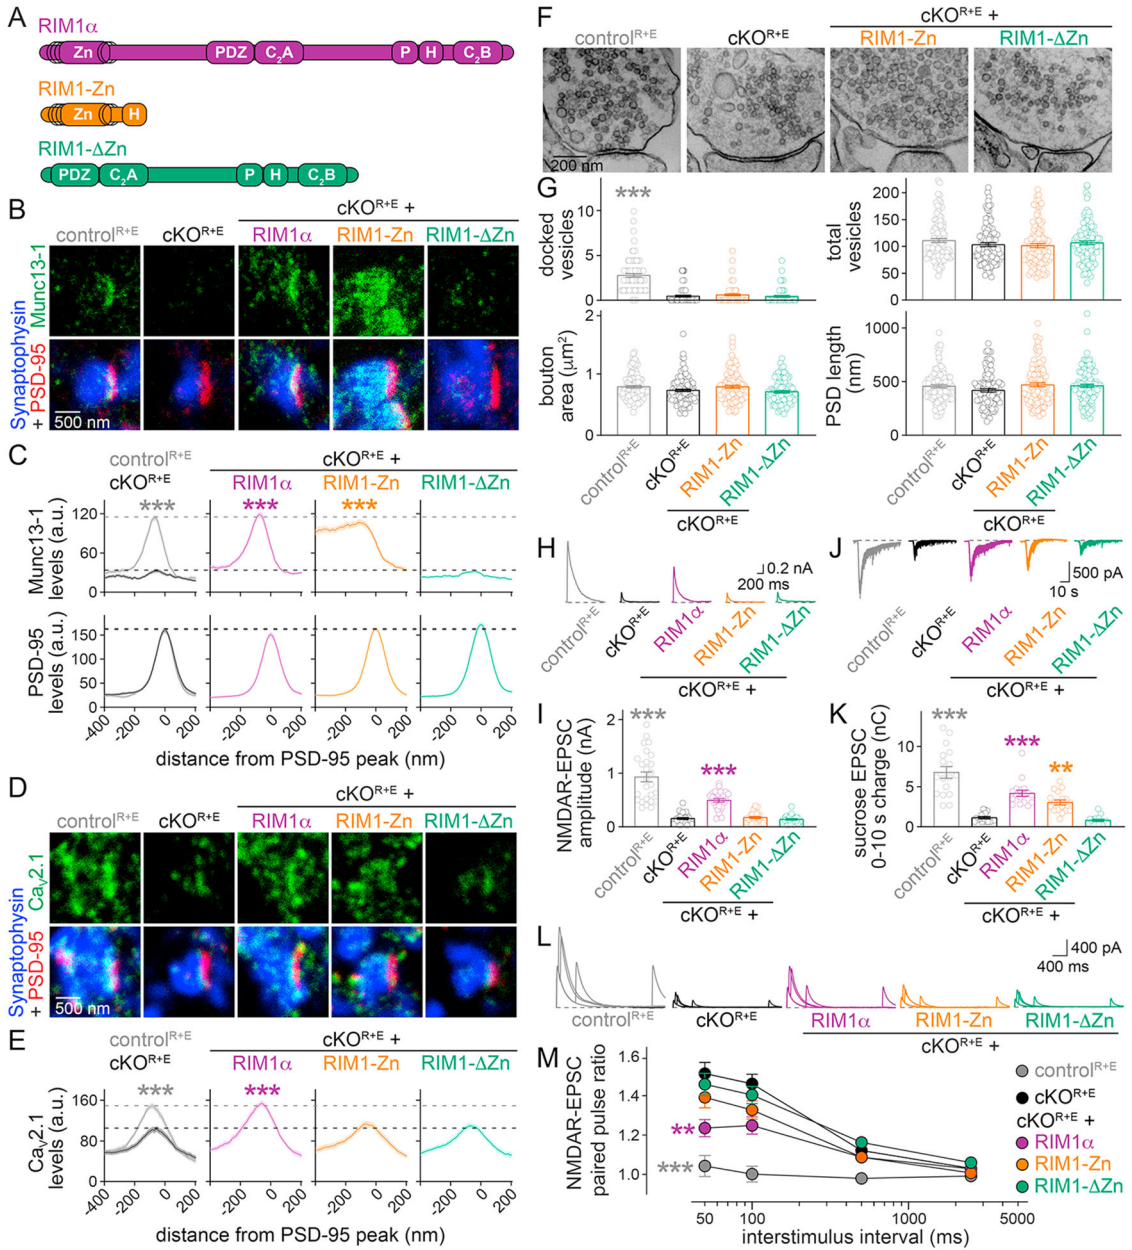 A
RIM1α
Zn PDZ C₂A P H C₂B
RIM1-Zn
Zn H
RIM1-ΔZn
PDZ C₂A P H C₂B
B
cKOᴿ⁺ᴱ +
controlᴿ⁺ᴱ cKOᴿ⁺ᴱ RIM1α RIM1-Zn RIM1-ΔZn
Munc13-1
Synaptophysin
+ PSD-95
500 nm
C
controlᴿ⁺ᴱ
cKOᴿ⁺ᴱ
cKOᴿ⁺ᴱ +
RIM1α RIM1-Zn RIM1-ΔZn
*** *** ***
Munc13-1
levels (a.u.)
120
60
0
PSD-95
levels (a.u.)
150
100
50
0
-400 -200 0 200 -200 0 200 -200 0 200 -200 0 200
distance from PSD-95 peak (nm)
D
cKOᴿ⁺ᴱ +
controlᴿ⁺ᴱ cKOᴿ⁺ᴱ RIM1α RIM1-Zn RIM1-ΔZn
Caᵥ2.1
Synaptophysin
+ PSD-95
500 nm
E
controlᴿ⁺ᴱ
cKOᴿ⁺ᴱ
cKOᴿ⁺ᴱ +
RIM1α RIM1-Zn RIM1-ΔZn
*** ***
Caᵥ2.1
levels (a.u.)
160
80
0
-400 -200 0 200 -200 0 200 -200 0 200 -200 0 200
distance from PSD-95 peak (nm)
F
cKOᴿ⁺ᴱ +
controlᴿ⁺ᴱ cKOᴿ⁺ᴱ RIM1-Zn RIM1-ΔZn
200 nm
G
***
docked
vesicles
10
5
0
total
vesicles
200
150
100
50
0
bouton
area (μm²)
2
1
0
PSD length
(nm)
1000
500
0
controlᴿ⁺ᴱ cKOᴿ⁺ᴱ RIM1-Zn RIM1-ΔZn
cKOᴿ⁺ᴱ
controlᴿ⁺ᴱ cKOᴿ⁺ᴱ RIM1-Zn RIM1-ΔZn
cKOᴿ⁺ᴱ
H
0.2 nA
200 ms
controlᴿ⁺ᴱ cKOᴿ⁺ᴱ RIM1α RIM1-Zn RIM1-ΔZn
cKOᴿ⁺ᴱ +
J
500 pA
10 s
controlᴿ⁺ᴱ cKOᴿ⁺ᴱ RIM1α RIM1-Zn RIM1-ΔZn
cKOᴿ⁺ᴱ +
I
NMDAR-EPSC
amplitude (nA)
2
1
0
*** ***
controlᴿ⁺ᴱ cKOᴿ⁺ᴱ RIM1α RIM1-Zn RIM1-ΔZn
cKOᴿ⁺ᴱ +
K
sucrose EPSC
0-10 s charge (nC)
10
5
0
*** *** **
controlᴿ⁺ᴱ cKOᴿ⁺ᴱ RIM1α RIM1-Zn RIM1-ΔZn
cKOᴿ⁺ᴱ +
L
400 pA
400 ms
controlᴿ⁺ᴱ cKOᴿ⁺ᴱ RIM1α RIM1-Zn RIM1-ΔZn
cKOᴿ⁺ᴱ +
M
NMDAR-EPSC
paired pulse ratio
1.6
1.4
1.2
1.0
**
***
50 100 1000 5000
interstimulus interval (ms)
controlᴿ⁺ᴱ
cKOᴿ⁺ᴱ
cKOᴿ⁺ᴱ +
RIM1α
RIM1-Zn
RIM1-ΔZn